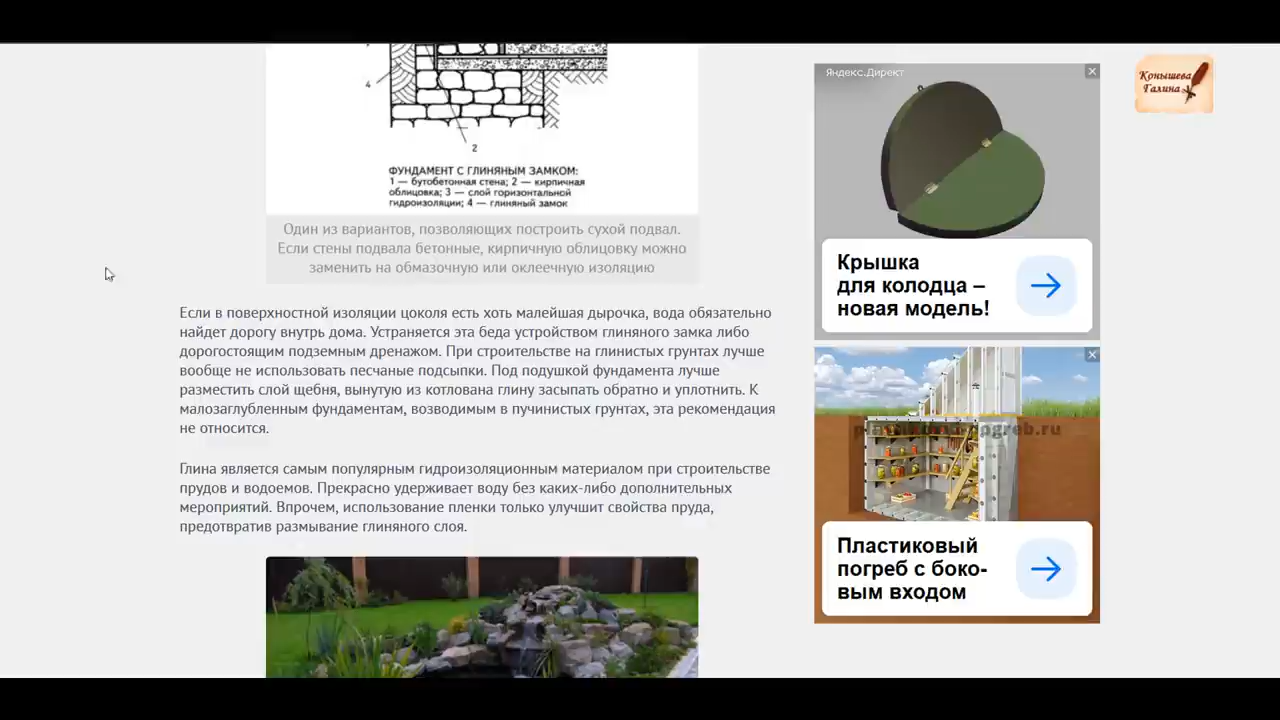 4
2
ФУНДАМЕНТ С ГЛИНЯНЫМ ЗАМКОМ:
1 — бутобетонная стена; 2 — кирпичная
облицовка; 3 — слой горизонтальной
гидроизоляции; 4 — глиняный замок
Один из вариантов, позволяющих построить сухой подвал.
Если стены подвала бетонные, кирпичную облицовку можно
заменить на обмазочную или оклеечную изоляцию
Если в поверхностной изоляции цоколя есть хоть малейшая дырочка, вода обязательно
найдет дорогу внутрь дома. Устраняется эта беда устройством глиняного замка либо
дорогостоящим подземным дренажом. При строительстве на глинистых грунтах лучше
вообще не использовать песчаные подсыпки. Под подушкой фундамента лучше
разместить слой щебня, вынутую из котлована глину засыпать обратно и уплотнить. К
малозаглубленным фундаментам, возводимым в пучинистых грунтах, эта рекомендация
не относится.
Глина является самым популярным гидроизоляционным материалом при строительстве
прудов и водоемов. Прекрасно удерживает воду без каких-либо дополнительных
мероприятий. Впрочем, использование пленки только улучшит свойства пруда,
предотвратив размывание глиняного слоя.
Яндекс.Директ
Крышка
для колодца –
новая модель!
Пластиковый
погреб с боко-
вым входом
Конышева
Галина